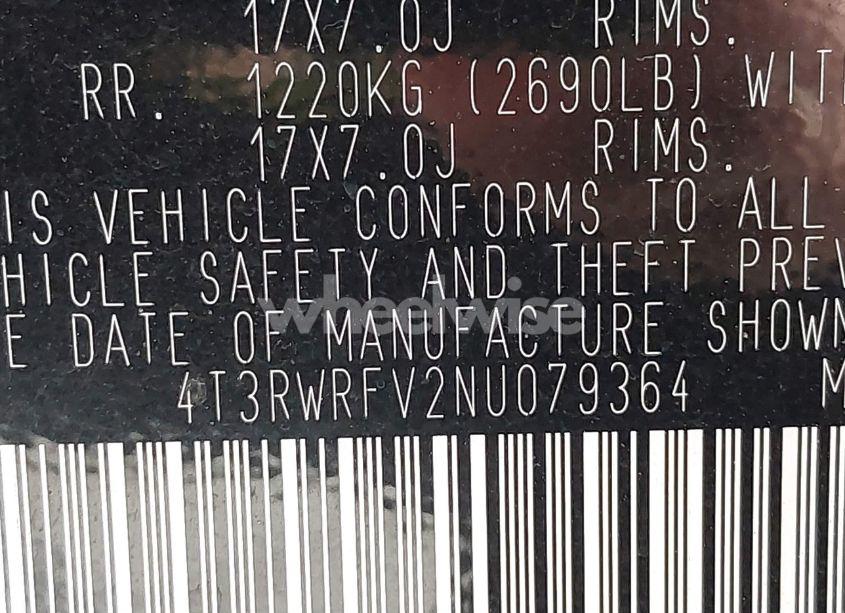 17X7.0J RIMS.
RR. 1220KG (2690LB) WIT
17X7.0J RIMS.
IS VEHICLE CONFORMS TO ALL
HICLE SAFETY AND THEFT PREV
E DATE OF MANUFACTURE SHOWN
wheelwise
4T3RWRFV2NU079364 M